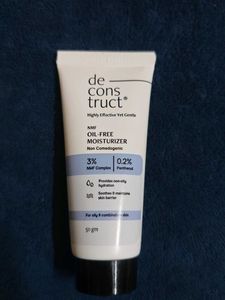 de
cons
truct®
Highly Effective Yet Gentle
NMF
OIL-FREE
MOISTURIZER
Non Comedogenic
3% 0.2%
NMF Complex Panthenol
Provides non-oily
hydration
Soothes & maintains
skin barrier
For oily & combination skin
50 gm